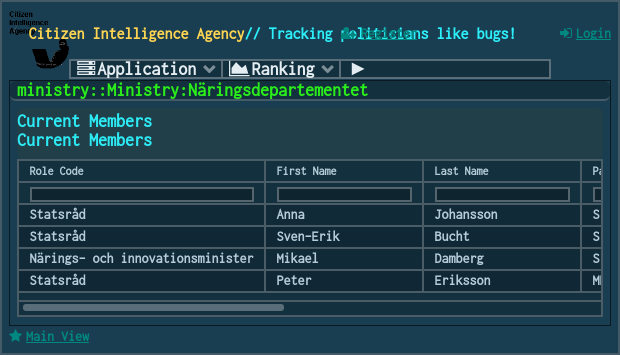 Citizen
Intelligence
Agency
Citizen Intelligence Agency// Tracking politicians like bugs!
Login
Application
Ranking
ministry::Ministry:Näringsdepartementet
Current Members
Current Members
Role Code First Name Last Name Pa
Statsråd Anna Johansson S
Statsråd Sven-Erik Bucht S
Närings- och innovationsminister Mikael Damberg S
Statsråd Peter Eriksson MP
Main View